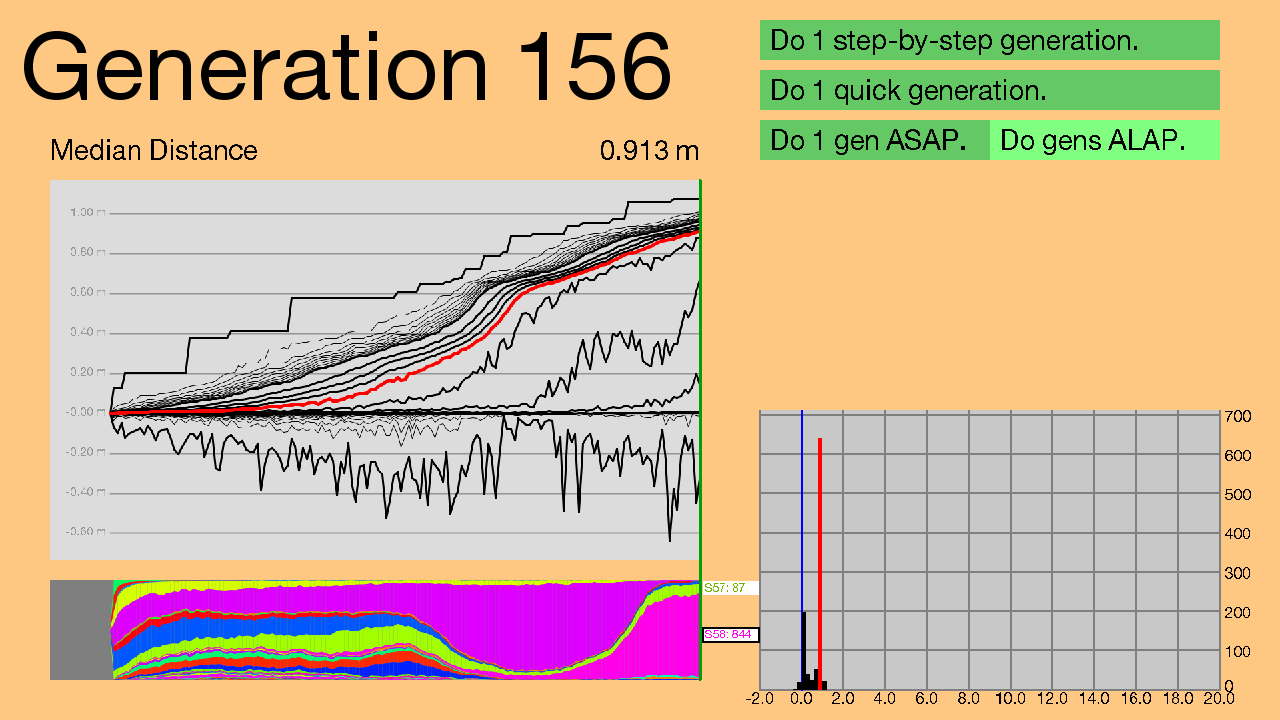 Generation 156
Do 1 step-by-step generation.
Do 1 quick generation.
Do 1 gen ASAP.
Do gens ALAP.
Median Distance
0.913 m
1.00 m
0.80 m
0.60 m
0.40 m
0.20 m
-0.00 m
-0.20 m
-0.40 m
-0.60 m
S57: 87
S58: 844
700
600
500
400
300
200
100
0
-2.0 0.0 2.0 4.0 6.0 8.0 10.0 12.0 14.0 16.0 18.0 20.0